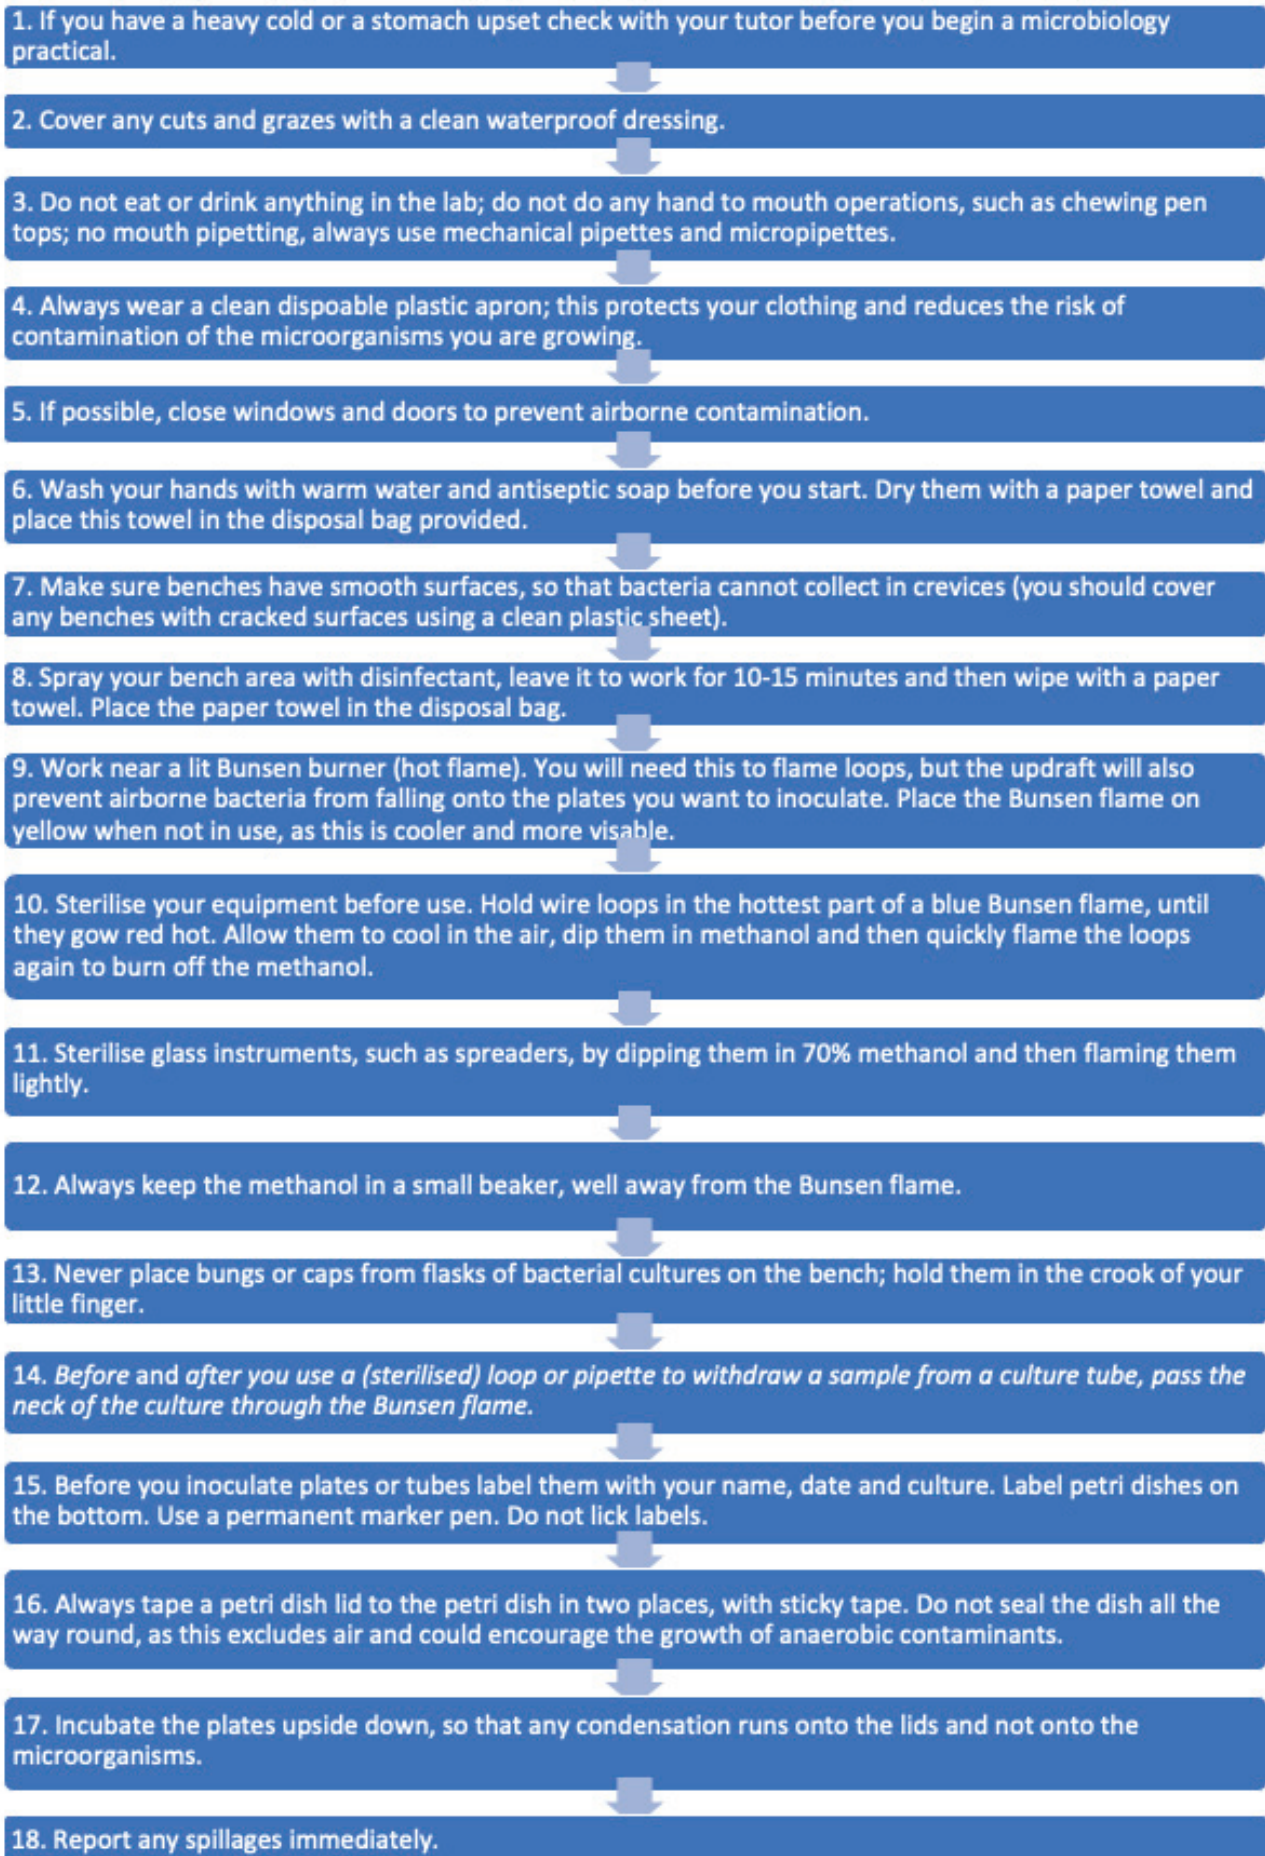 1. If you have a heavy cold or a stomach upset check with your tutor before you begin a microbiology
practical.
2. Cover any cuts and grazes with a clean waterproof dressing.
3. Do not eat or drink anything in the lab; do not do any hand to mouth operations, such as chewing pen
tops; no mouth pipetting, always use mechanical pipettes and micropipettes.
4. Always wear a clean dispoable plastic apron; this protects your clothing and reduces the risk of
contamination of the microorganisms you are growing.
5. If possible, close windows and doors to prevent airborne contamination.
6. Wash your hands with warm water and antiseptic soap before you start. Dry them with a paper towel and
place this towel in the disposal bag provided.
7. Make sure benches have smooth surfaces, so that bacteria cannot collect in crevices (you should cover
any benches with cracked surfaces using a clean plastic sheet).
8. Spray your bench area with disinfectant, leave it to work for 10-15 minutes and then wipe with a paper
towel. Place the paper towel in the disposal bag.
9. Work near a lit Bunsen burner (hot flame). You will need this to flame loops, but the updraft will also
prevent airborne bacteria from falling onto the plates you want to inoculate. Place the Bunsen flame on
yellow when not in use, as this is cooler and more visable.
10. Sterilise your equipment before use. Hold wire loops in the hottest part of a blue Bunsen flame, until
they gow red hot. Allow them to cool in the air, dip them in methanol and then quickly flame the loops
again to burn off the methanol.
11. Sterilise glass instruments, such as spreaders, by dipping them in 70% methanol and then flaming them
lightly.
12. Always keep the methanol in a small beaker, well away from the Bunsen flame.
13. Never place bungs or caps from flasks of bacterial cultures on the bench; hold them in the crook of your
little finger.
14. Before and after you use a (sterilised) loop or pipette to withdraw a sample from a culture tube, pass the
neck of the culture through the Bunsen flame.
15. Before you inoculate plates or tubes label them with your name, date and culture. Label petri dishes on
the bottom. Use a permanent marker pen. Do not lick labels.
16. Always tape a petri dish lid to the petri dish in two places, with sticky tape. Do not seal the dish all the
way round, as this excludes air and could encourage the growth of anaerobic contaminants.
17. Incubate the plates upside down, so that any condensation runs onto the lids and not onto the
microorganisms.
18. Report any spillages immediately.